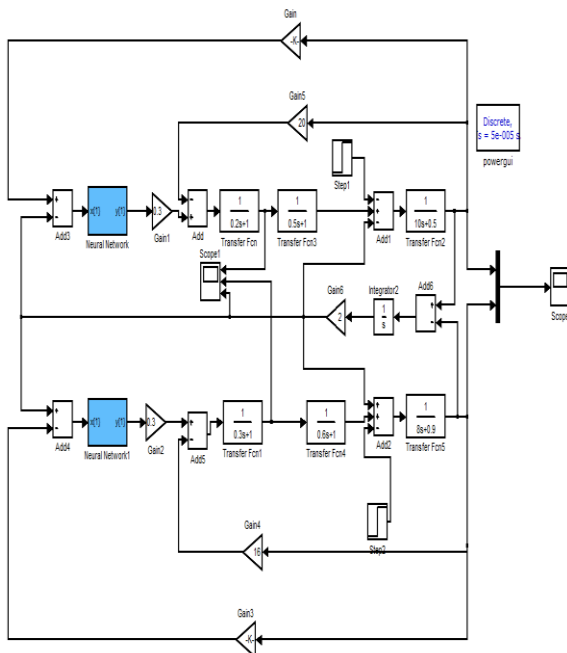 Gain
-K-
Gain5
20
Discrete,
s = 5e-005 s
powergui
Step1
x{1} y{1}
Add3
Neural Network
0.3
Gain1
Add
1
0.2s+1
Transfer Fcn
1
0.5s+1
Transfer Fcn3
Add1
1
10s+0.5
Transfer Fcn2
Scope1
Gain6
2
Integrator2
1
s
Add6
Scope
x{1} y{1}
Add4
Neural Network1
0.3
Gain2
Add5
1
0.3s+1
Transfer Fcn1
1
0.6s+1
Transfer Fcn4
Add2
1
8s+0.9
Transfer Fcn5
Step2
Gain4
16
Gain3
-K-